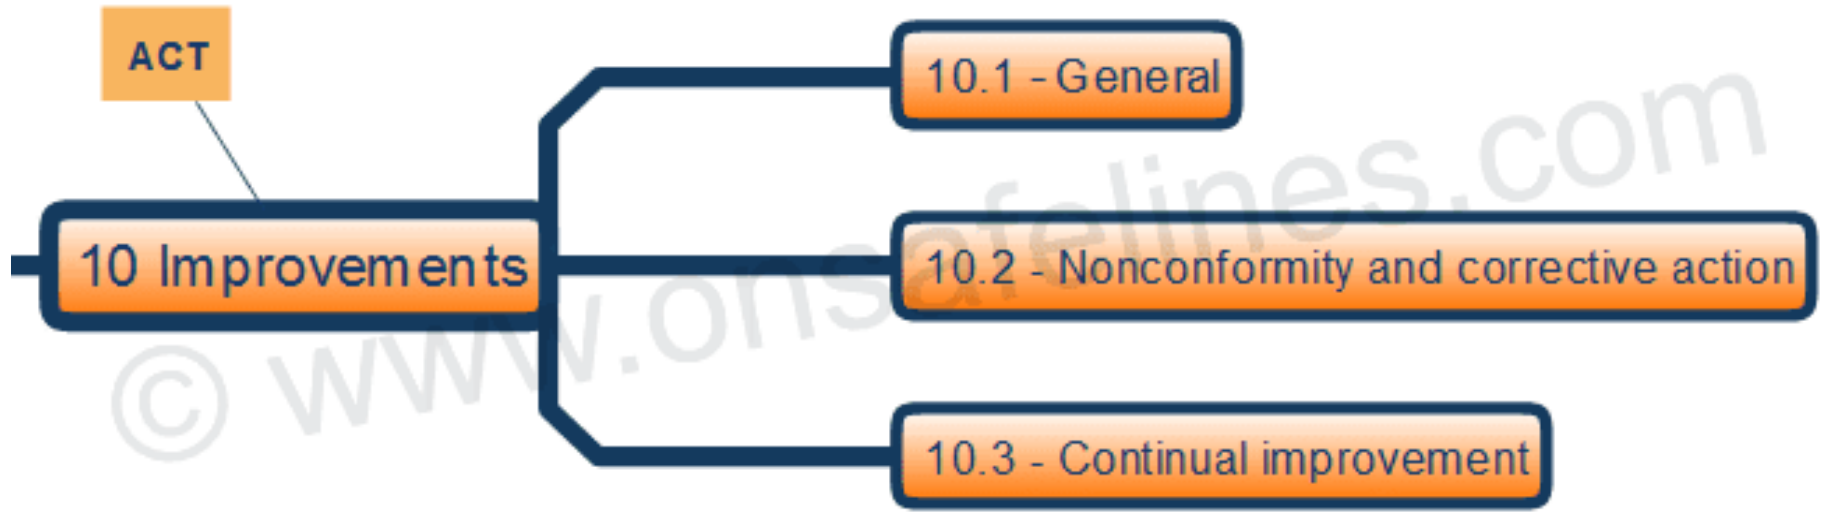 ACT
10 Improvements
10.1 - General
10.2 - Nonconformity and corrective action
10.3 - Continual improvement
© www.onsafelines.com